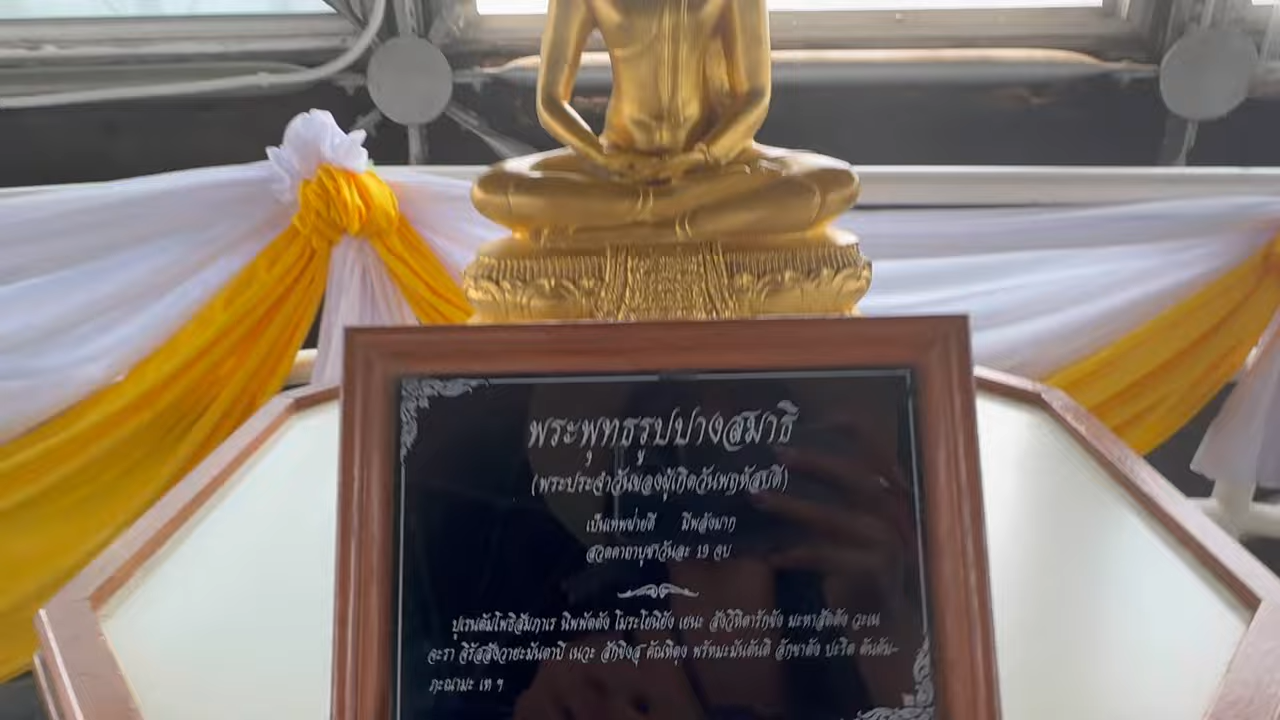 พระพุทธรูปปางสมาธิ
(พระประจำวันของผู้เกิดวันพฤหัสบดี)
เป็นเทพฝ่ายดี มีพลังมาก
สวดคาถาบูชาวันละ 19 จบ
ปูเรนตัมโพธิสัมภาเร นิพพัตตัง โมระโยนิยัง เยนะ สังวิหิตารักขัง มะหาสัตตัง วะเน
จะรา จิรัสสังวายะมันตาปิ เนวะ สักขิงสุ คัณหิตุง พรัหมะมันตันติ อักขาตัง ปะริต ตันตัม-
ภะณามะ เห ฯ